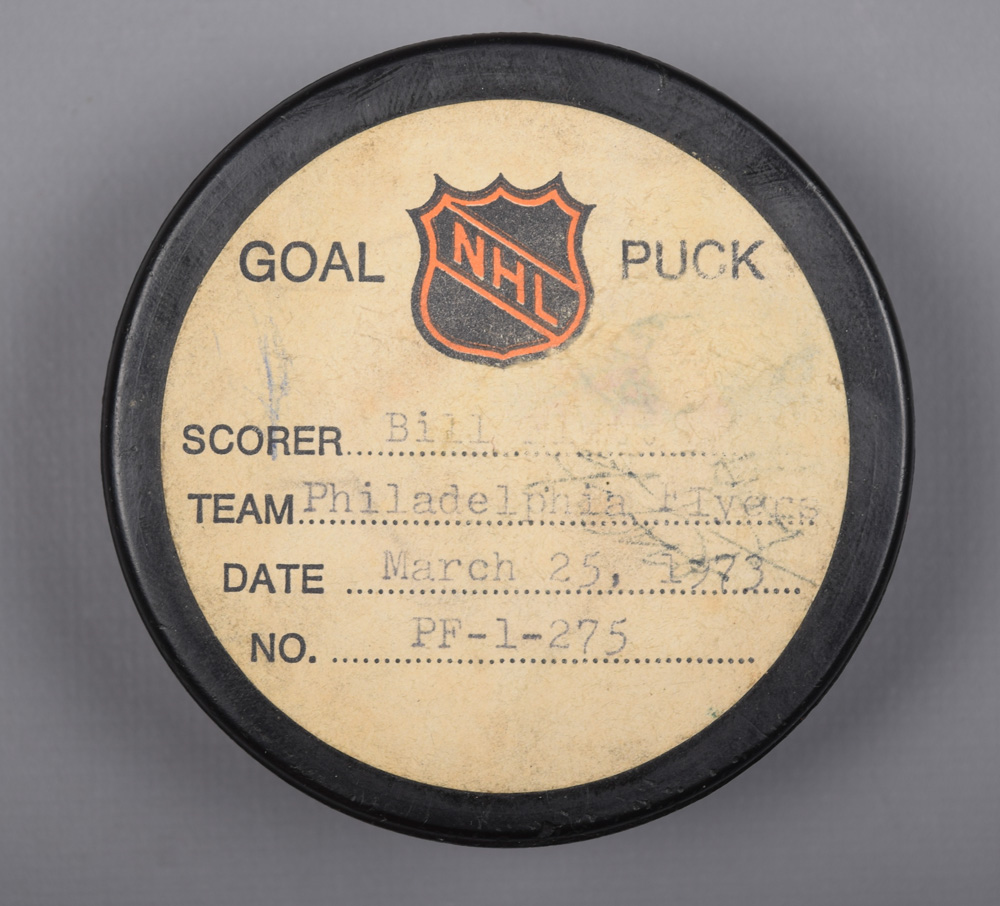 GOAL NHL PUCK
SCORER Bill
TEAM Philadelphia Flyers
DATE March 25, 1973
NO. PF-1-275